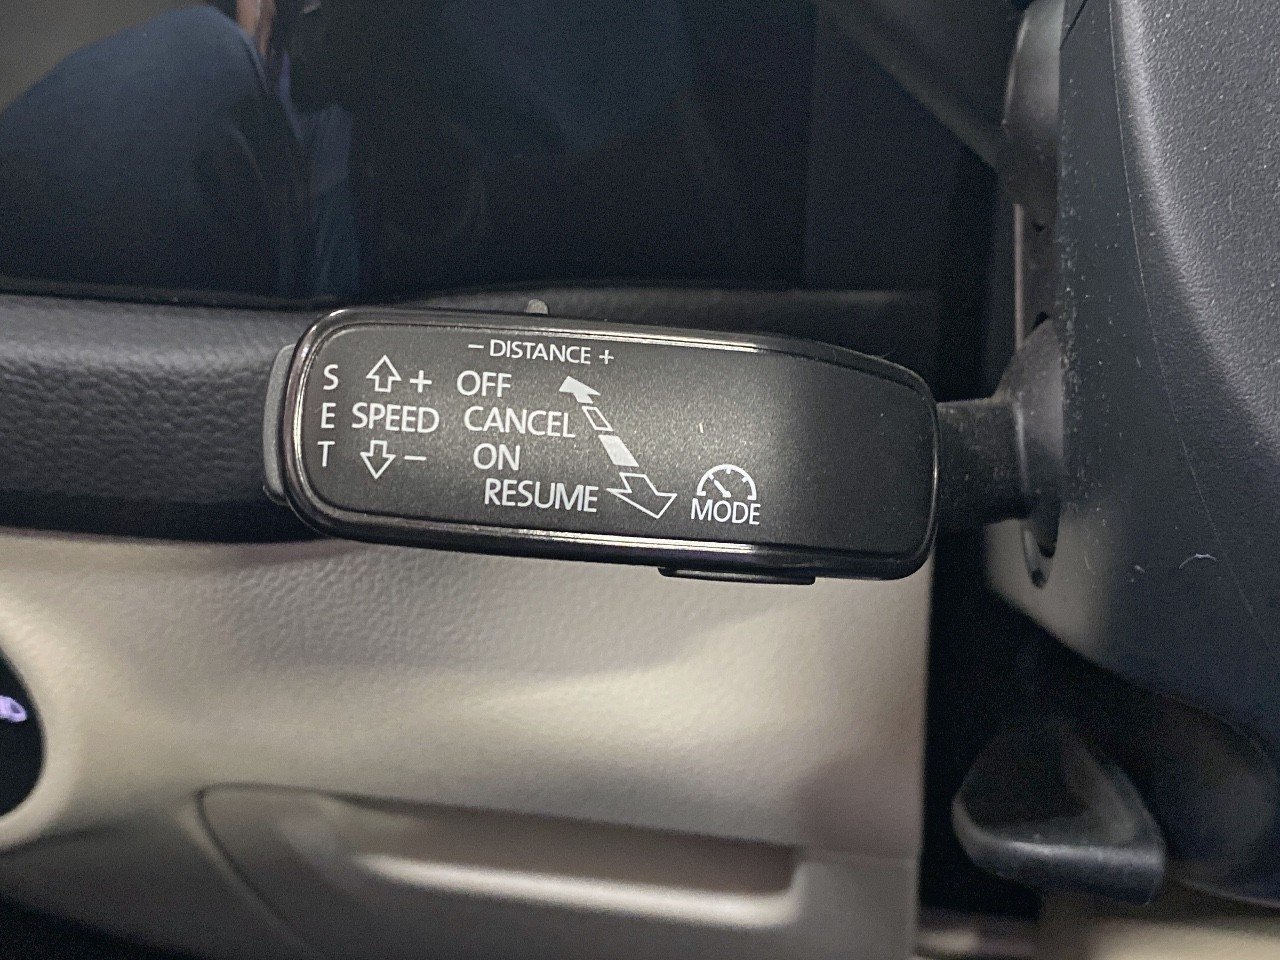 − DISTANCE +
S + OFF
E SPEED CANCEL
T − ON
RESUME
MODE